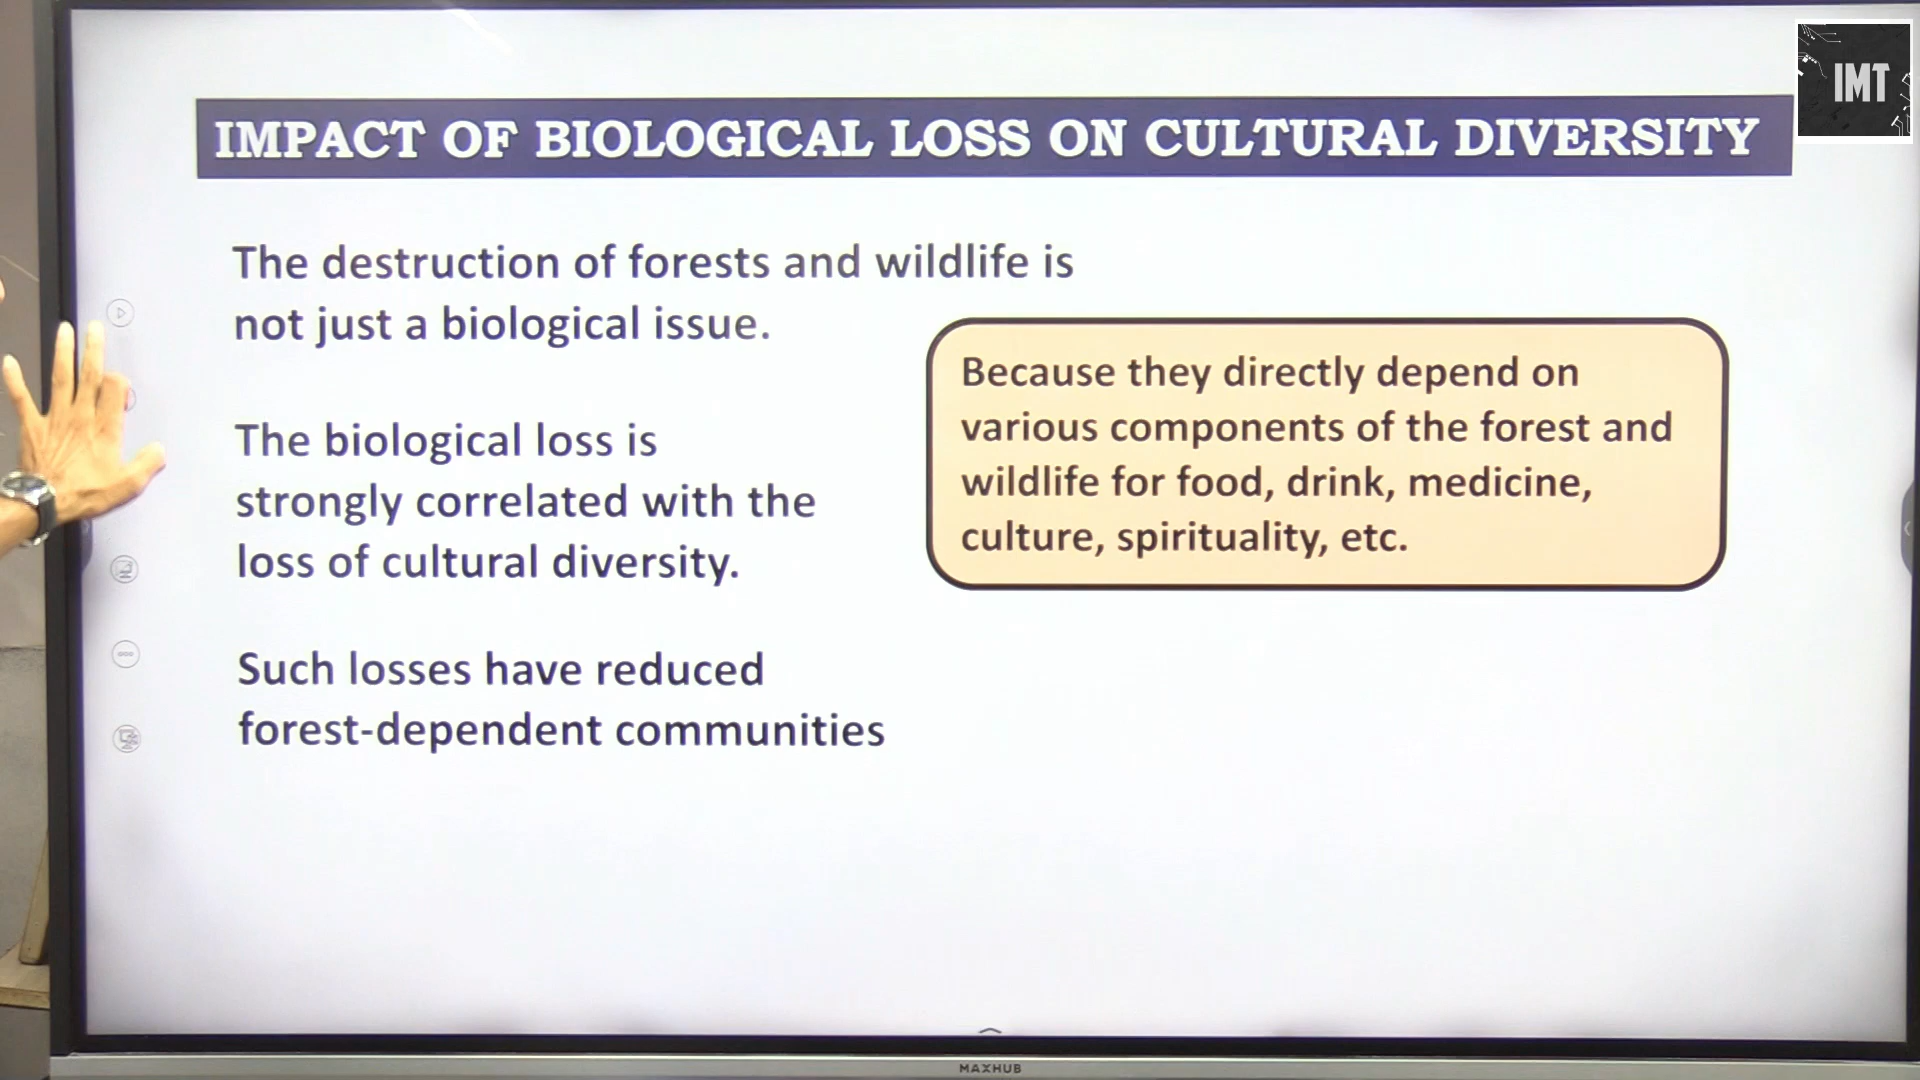 IMT
IMPACT OF BIOLOGICAL LOSS ON CULTURAL DIVERSITY
The destruction of forests and wildlife is
not just a biological issue.
The biological loss is
strongly correlated with the
loss of cultural diversity.
Because they directly depend on
various components of the forest and
wildlife for food, drink, medicine,
culture, spirituality, etc.
Such losses have reduced
forest-dependent communities
MAXHUB